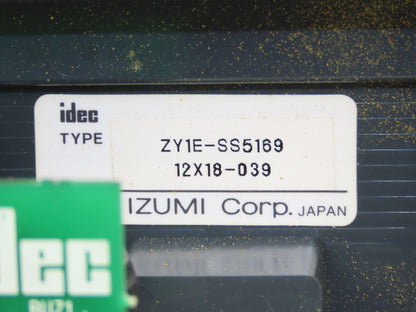 idec
TYPE
ZY1E-SS5169
12X18-039
IZUMI Corp. JAPAN
dec